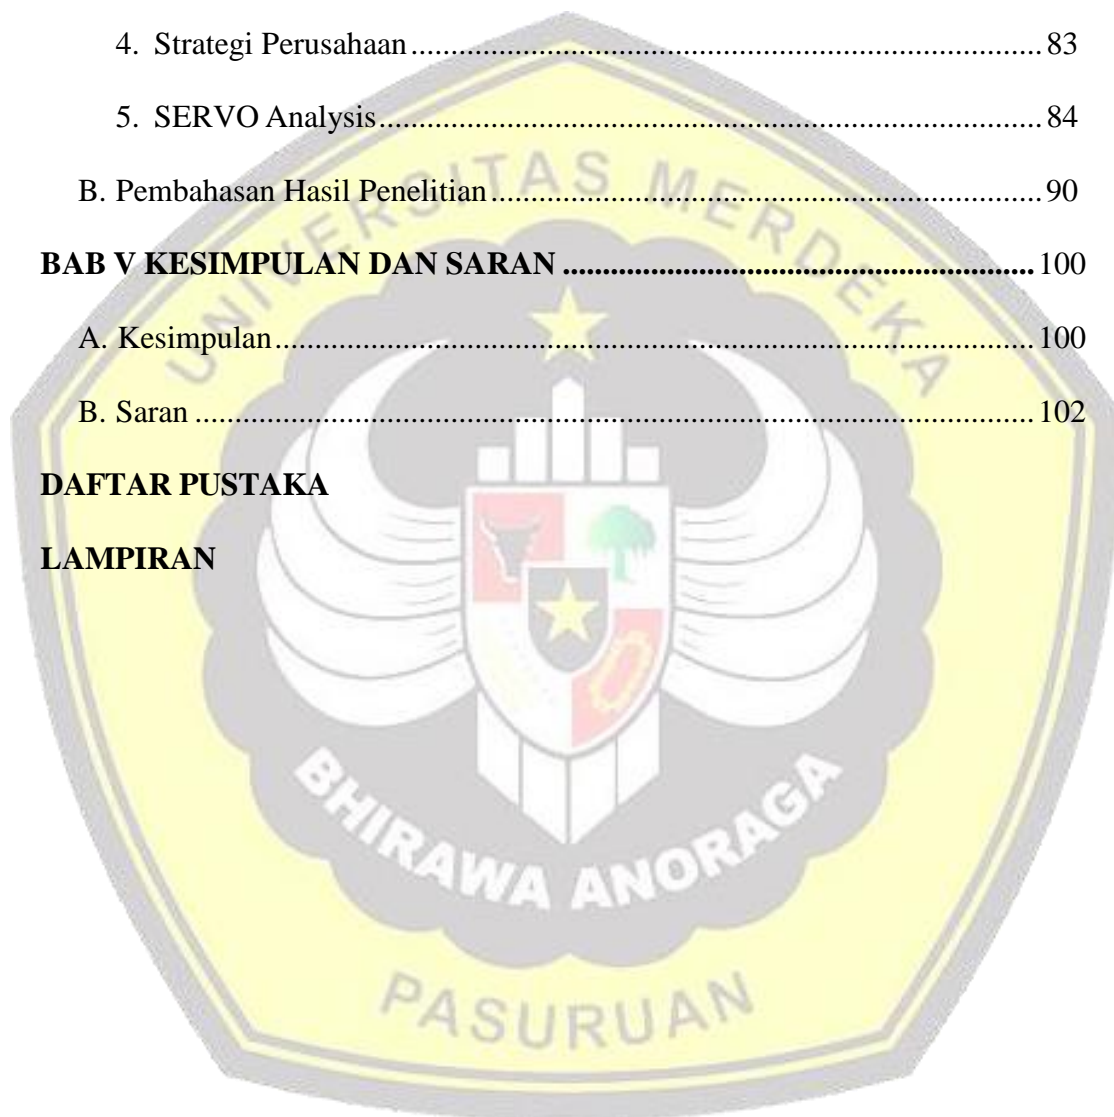 4. Strategi Perusahaan........................................................................83
5. SERVO Analysis...........................................................................84
B. Pembahasan Hasil Penelitian...............................................................90
BAB V KESIMPULAN DAN SARAN ......................................................100
A. Kesimpulan........................................................................................100
B. Saran ..................................................................................................102
DAFTAR PUSTAKA
LAMPIRAN
UNIVERSITAS MERDEKA
BHIRAWA ANORAGA
PASURUAN